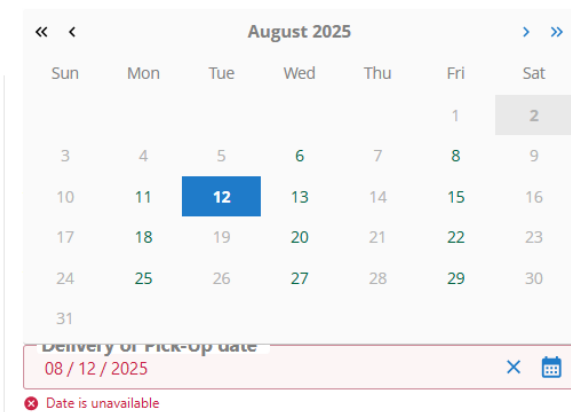 « ‹ August 2025 › »
Sun Mon Tue Wed Thu Fri Sat
1 2
3 4 5 6 7 8 9
10 11 12 13 14 15 16
17 18 19 20 21 22 23
24 25 26 27 28 29 30
31
Delivery or Pick-Up date
08 / 12 / 2025
Date is unavailable